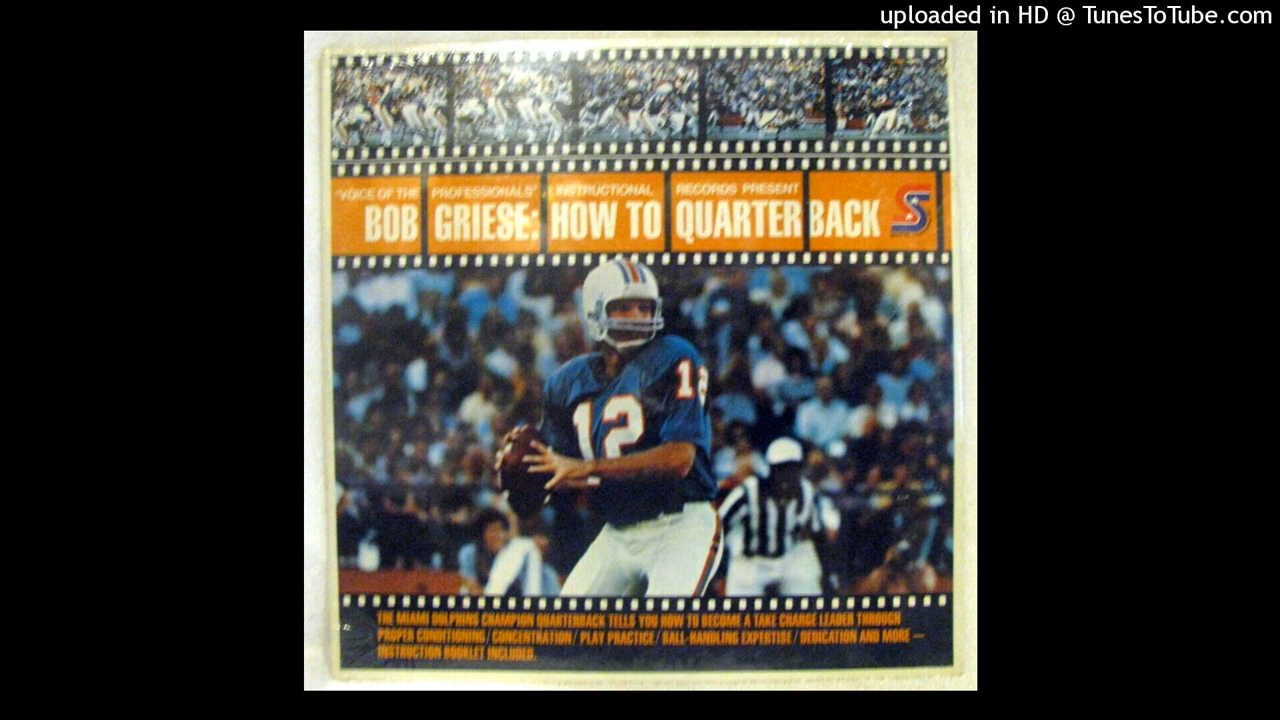 uploaded in HD @ TunesToTube.com
"VOICE OF THE PROFESSIONALS" INSTRUCTIONAL RECORDS PRESENT
BOB GRIESE: HOW TO QUARTERBACK
S
12
12
THE MIAMI DOLPHINS CHAMPION QUARTERBACK TELLS YOU HOW TO BECOME A TAKE CHARGE LEADER THROUGH
PROPER CONDITIONING / CONCENTRATION / PLAY PRACTICE / BALL-HANDLING EXPERTISE / DEDICATION AND MORE —
INSTRUCTION BOOKLET INCLUDED.